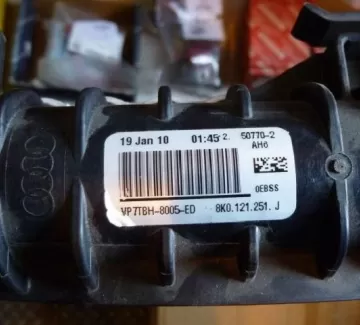 19 Jan 10 01:45 2. 50770-2
AH6
0EBSS
VP7TBH-8005-ED 8K0.121.251. J